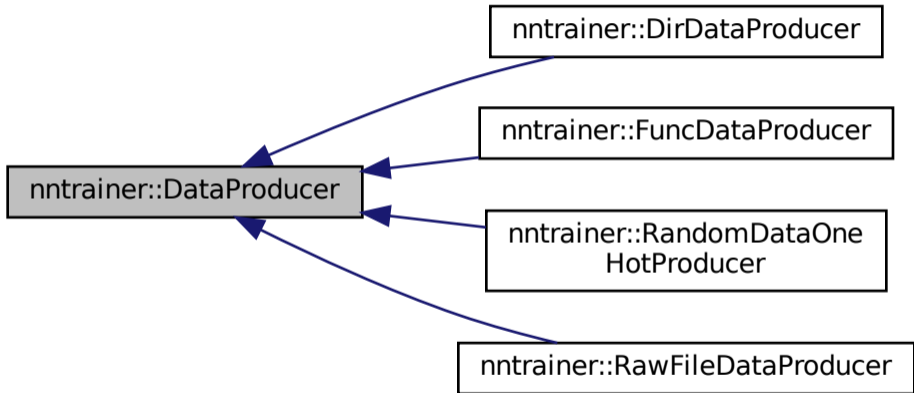 nntrainer::DirDataProducer
nntrainer::FuncDataProducer
nntrainer::DataProducer
nntrainer::RandomDataOne
HotProducer
nntrainer::RawFileDataProducer